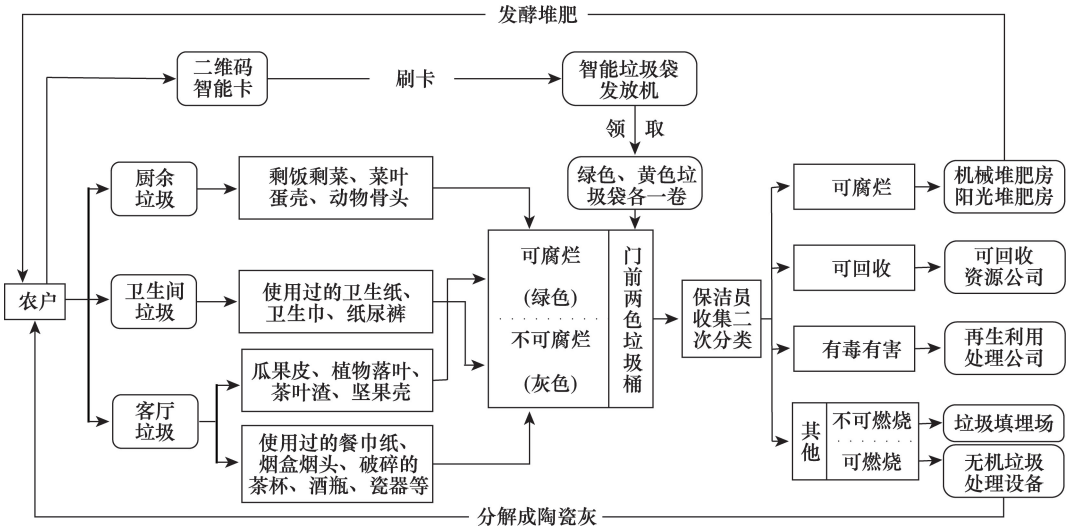 发酵堆肥
二维码
智能卡
刷卡
智能垃圾袋
发放机
领 取
绿色、黄色垃
圾袋各一卷
厨余
垃圾
剩饭剩菜、菜叶
蛋壳、动物骨头
可腐烂
机械堆肥房
阳光堆肥房
农户
卫生间
垃圾
使用过的卫生纸、
卫生巾、纸尿裤
可腐烂
(绿色)
不可腐烂
(灰色)
门前两色垃圾桶
保洁员
收集二
次分类
可回收
可回收
资源公司
有毒有害
再生利用
处理公司
客厅
垃圾
瓜果皮、植物落叶、
茶叶渣、坚果壳
使用过的餐巾纸、
烟盒烟头、破碎的
茶杯、酒瓶、瓷器等
其他
不可燃烧
可燃烧
垃圾填埋场
无机垃圾
处理设备
分解成陶瓷灰